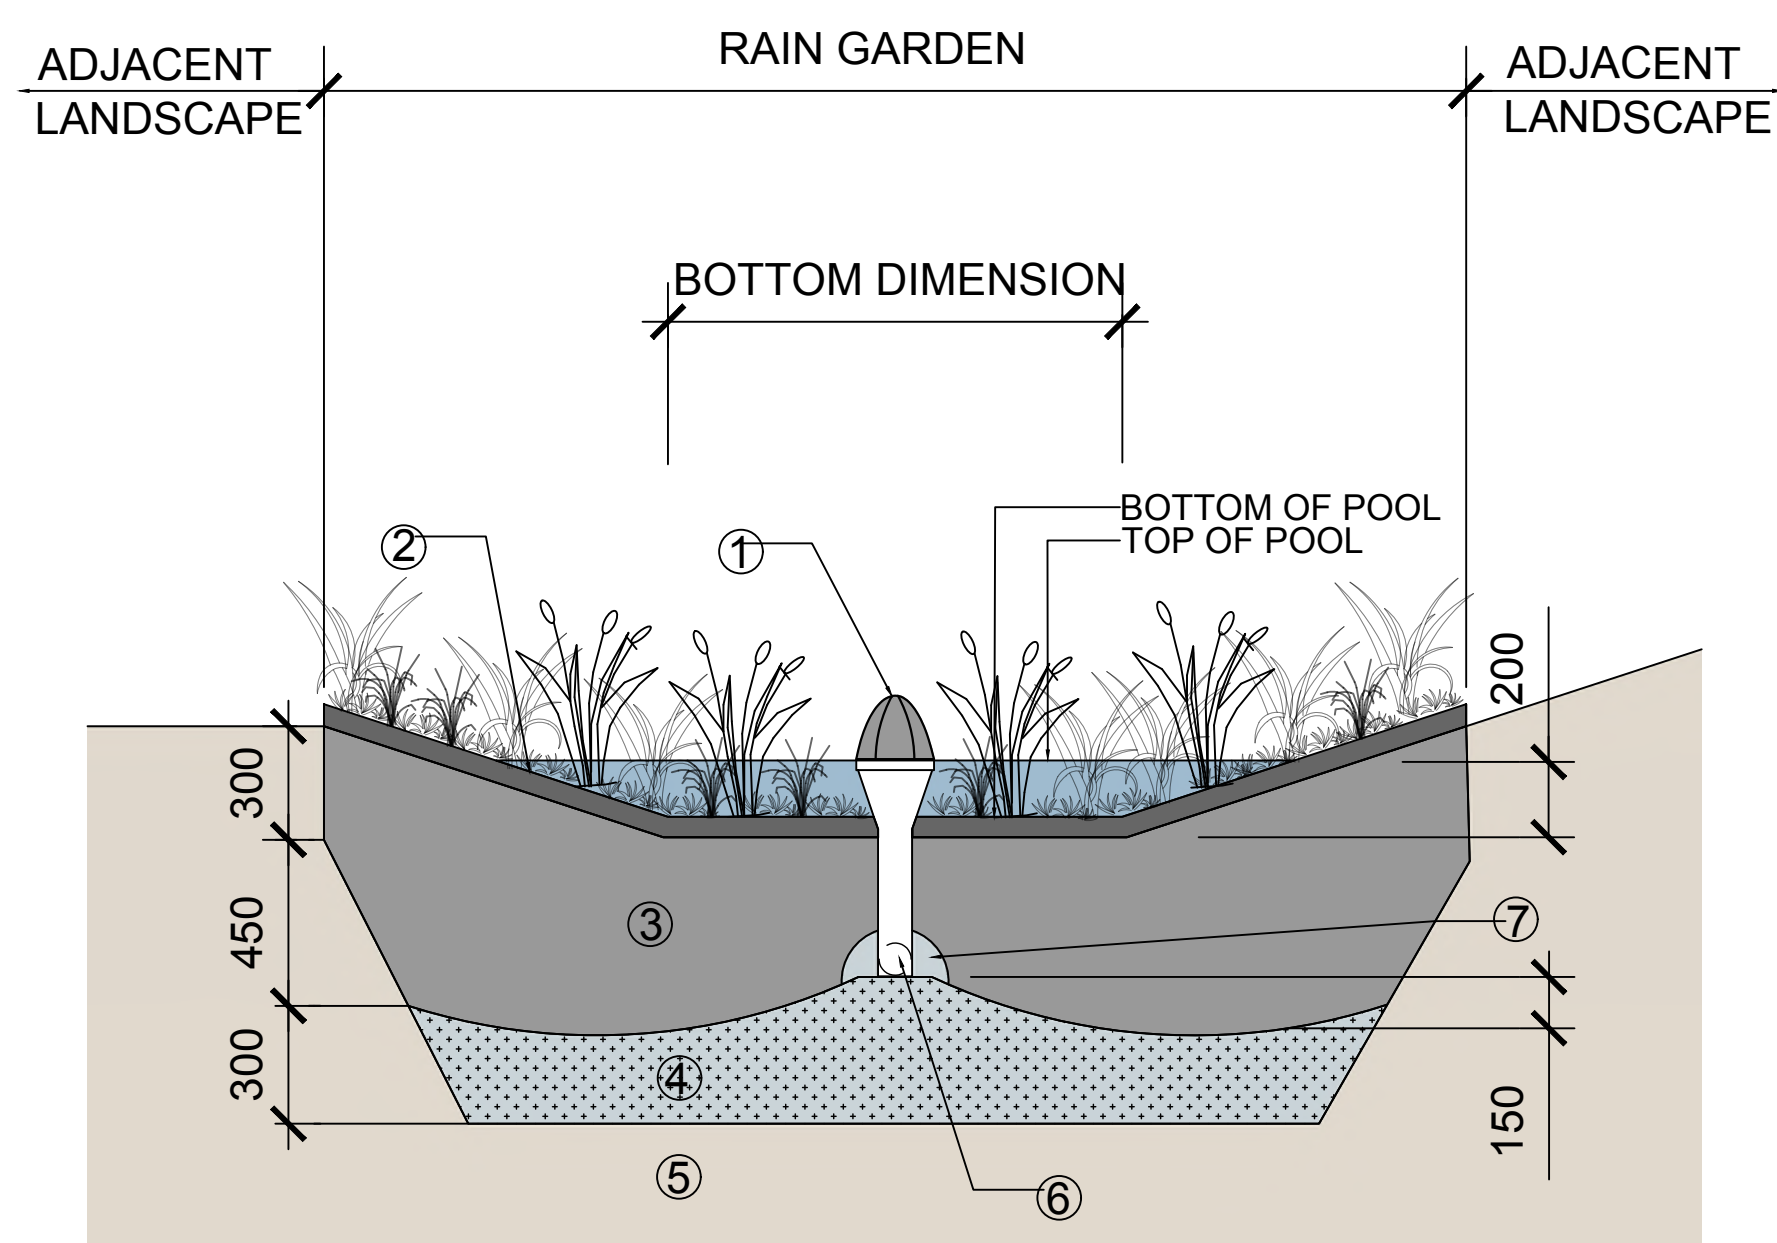 RAIN GARDEN
ADJACENT
LANDSCAPE
ADJACENT
LANDSCAPE
BOTTOM DIMENSION
BOTTOM OF POOL
TOP OF POOL
2
1
200
300
3
7
450
300
4
150
5
6